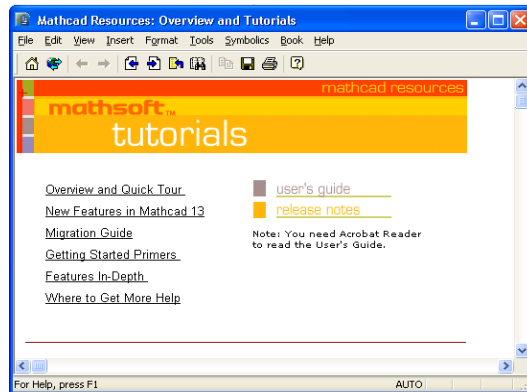 Mathcad Resources: Overview and Tutorials
File Edit View Insert Format Tools Symbolics Book Help
mathcad resources
mathsoft™
tutorials
Overview and Quick Tour
New Features in Mathcad 13
Migration Guide
Getting Started Primers
Features In-Depth
Where to Get More Help
user's guide
release notes
Note: You need Acrobat Reader
to read the User's Guide.
For Help, press F1 AUTO